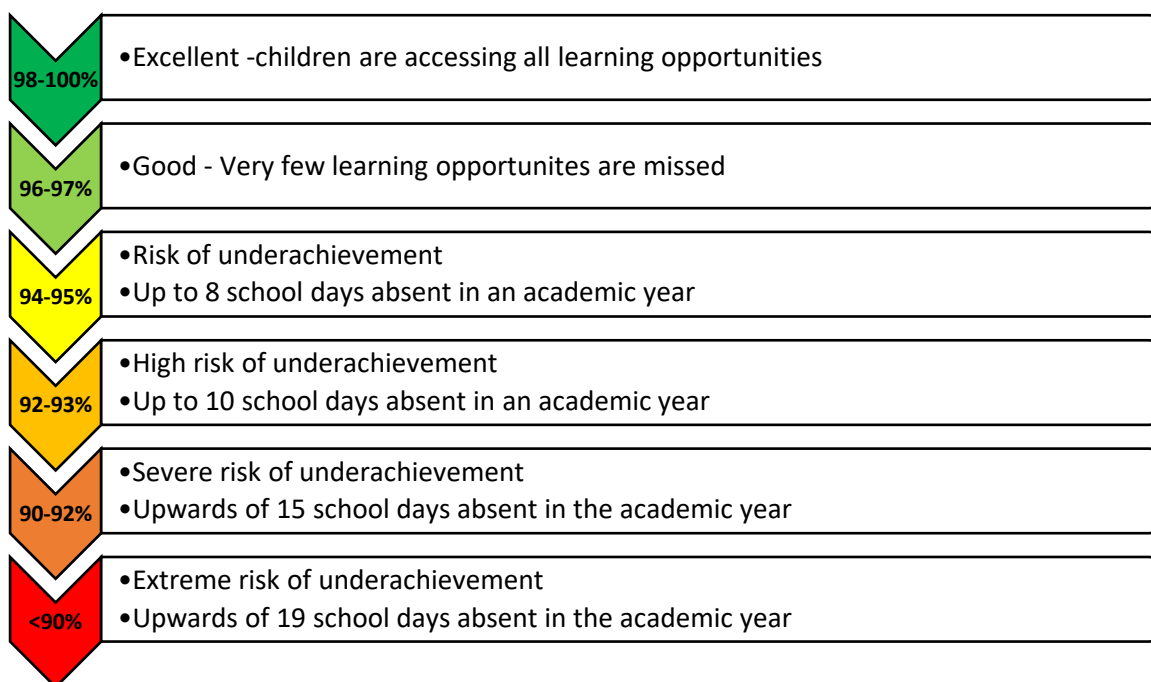 98-100%
•Excellent -children are accessing all learning opportunities
96-97%
•Good - Very few learning opportunites are missed
94-95%
•Risk of underachievement
•Up to 8 school days absent in an academic year
92-93%
•High risk of underachievement
•Up to 10 school days absent in an academic year
90-92%
•Severe risk of underachievement
•Upwards of 15 school days absent in the academic year
<90%
•Extreme risk of underachievement
•Upwards of 19 school days absent in the academic year